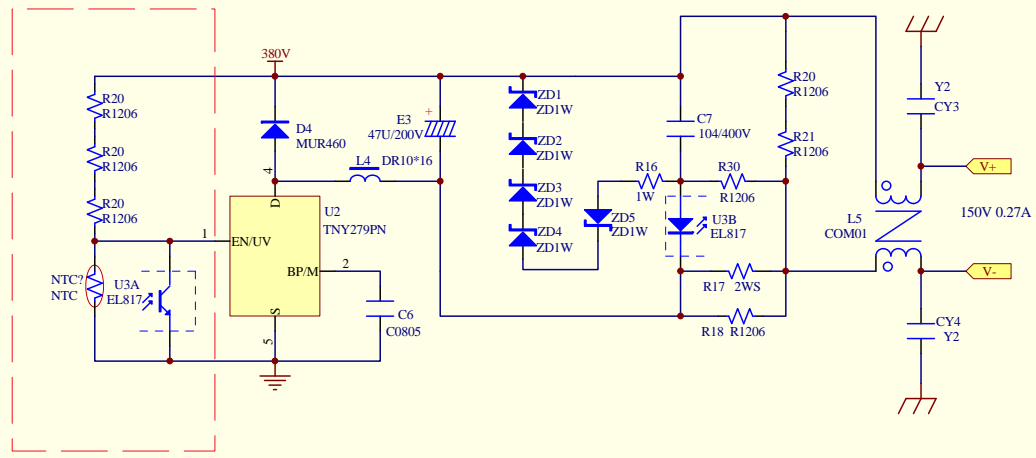 380V
R20
R1206
R20
R1206
R20
R1206
NTC?
NTC
U3A
EL817
1
EN/UV
D
BP/M
S
4
2
5
U2
TNY279PN
D4
MUR460
L4 DR10*16
+
E3
47U/200V
C6
C0805
ZD1
ZD1W
ZD2
ZD1W
ZD3
ZD1W
ZD4
ZD1W
ZD5
ZD1W
R16
1W
C7
104/400V
R30
R1206
U3B
EL817
R17 2WS
R18 R1206
R20
R1206
R21
R1206
L5
COM01
Y2
CY3
V+
150V 0.27A
V-
CY4
Y2